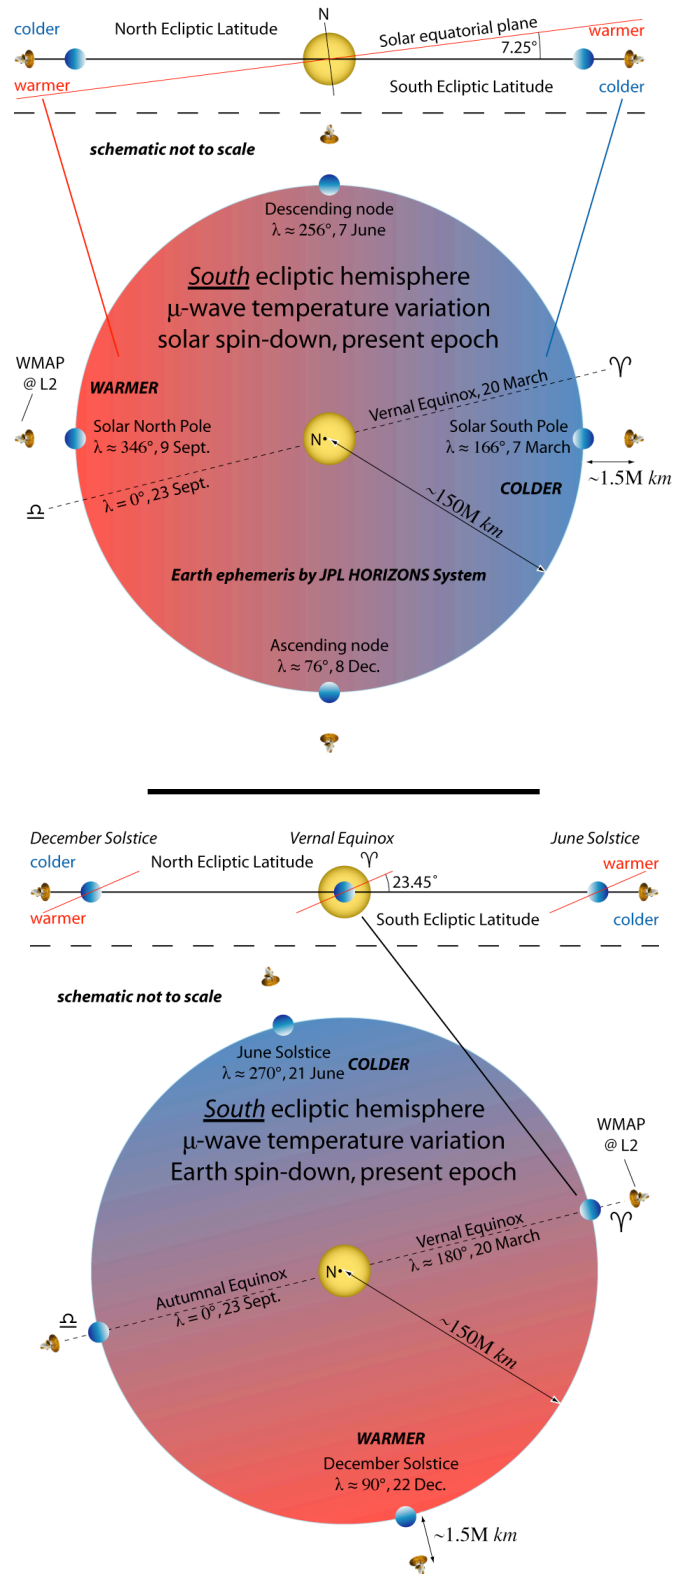 N
colder
North Ecliptic Latitude
Solar equatorial plane
warmer
7.25°
warmer
South Ecliptic Latitude
colder
schematic not to scale
Descending node
λ ≈ 256°, 7 June
South ecliptic hemisphere
μ-wave temperature variation
solar spin-down, present epoch
WMAP
@ L2
WARMER
Vernal Equinox, 20 March
♈
Solar North Pole
λ ≈ 346°, 9 Sept.
N
Solar South Pole
λ ≈ 166°, 7 March
COLDER
~1.5M km
λ = 0°, 23 Sept.
♎
~150M km
Earth ephemeris by JPL HORIZONS System
Ascending node
λ ≈ 76°, 8 Dec.
December Solstice
Vernal Equinox
June Solstice
colder
North Ecliptic Latitude
♈
warmer
23.45°
warmer
South Ecliptic Latitude
colder
schematic not to scale
June Solstice
λ ≈ 270°, 21 June
COLDER
South ecliptic hemisphere
μ-wave temperature variation
Earth spin-down, present epoch
WMAP
@ L2
♈
Vernal Equinox
λ ≈ 180°, 20 March
N
Autumnal Equinox
λ = 0°, 23 Sept.
♎
~150M km
WARMER
December Solstice
λ ≈ 90°, 22 Dec.
~1.5M km